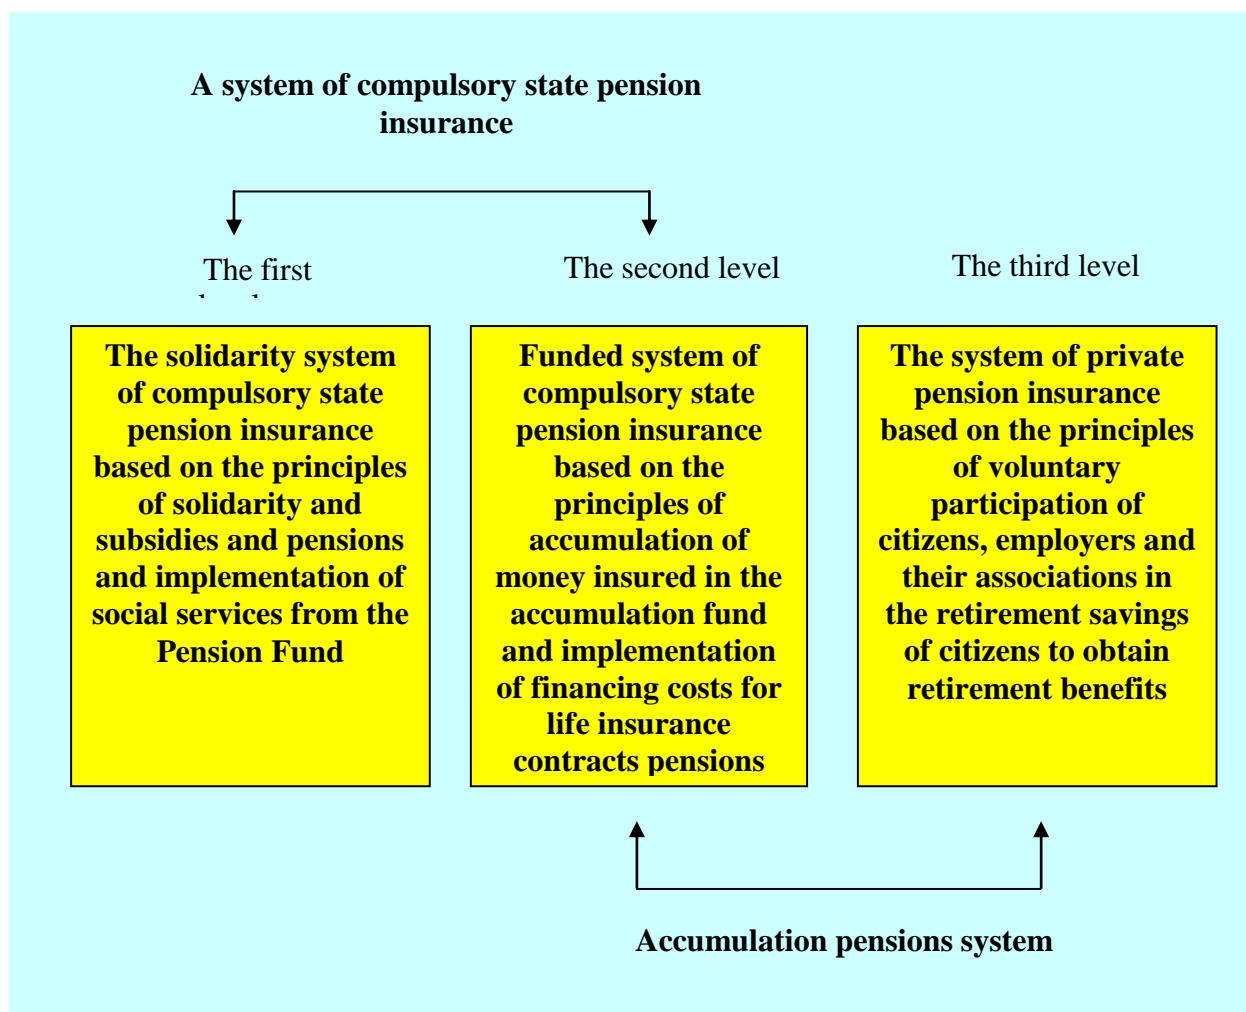 A system of compulsory state pension
insurance
The first
The second level
The third level
The solidarity system
of compulsory state
pension insurance
based on the principles
of solidarity and
subsidies and pensions
and implementation of
social services from the
Pension Fund
Funded system of
compulsory state
pension insurance
based on the
principles of
accumulation of
money insured in the
accumulation fund
and implementation
of financing costs for
life insurance
contracts pensions
The system of private
pension insurance
based on the principles
of voluntary
participation of
citizens, employers and
their associations in
the retirement savings
of citizens to obtain
retirement benefits
Accumulation pensions system